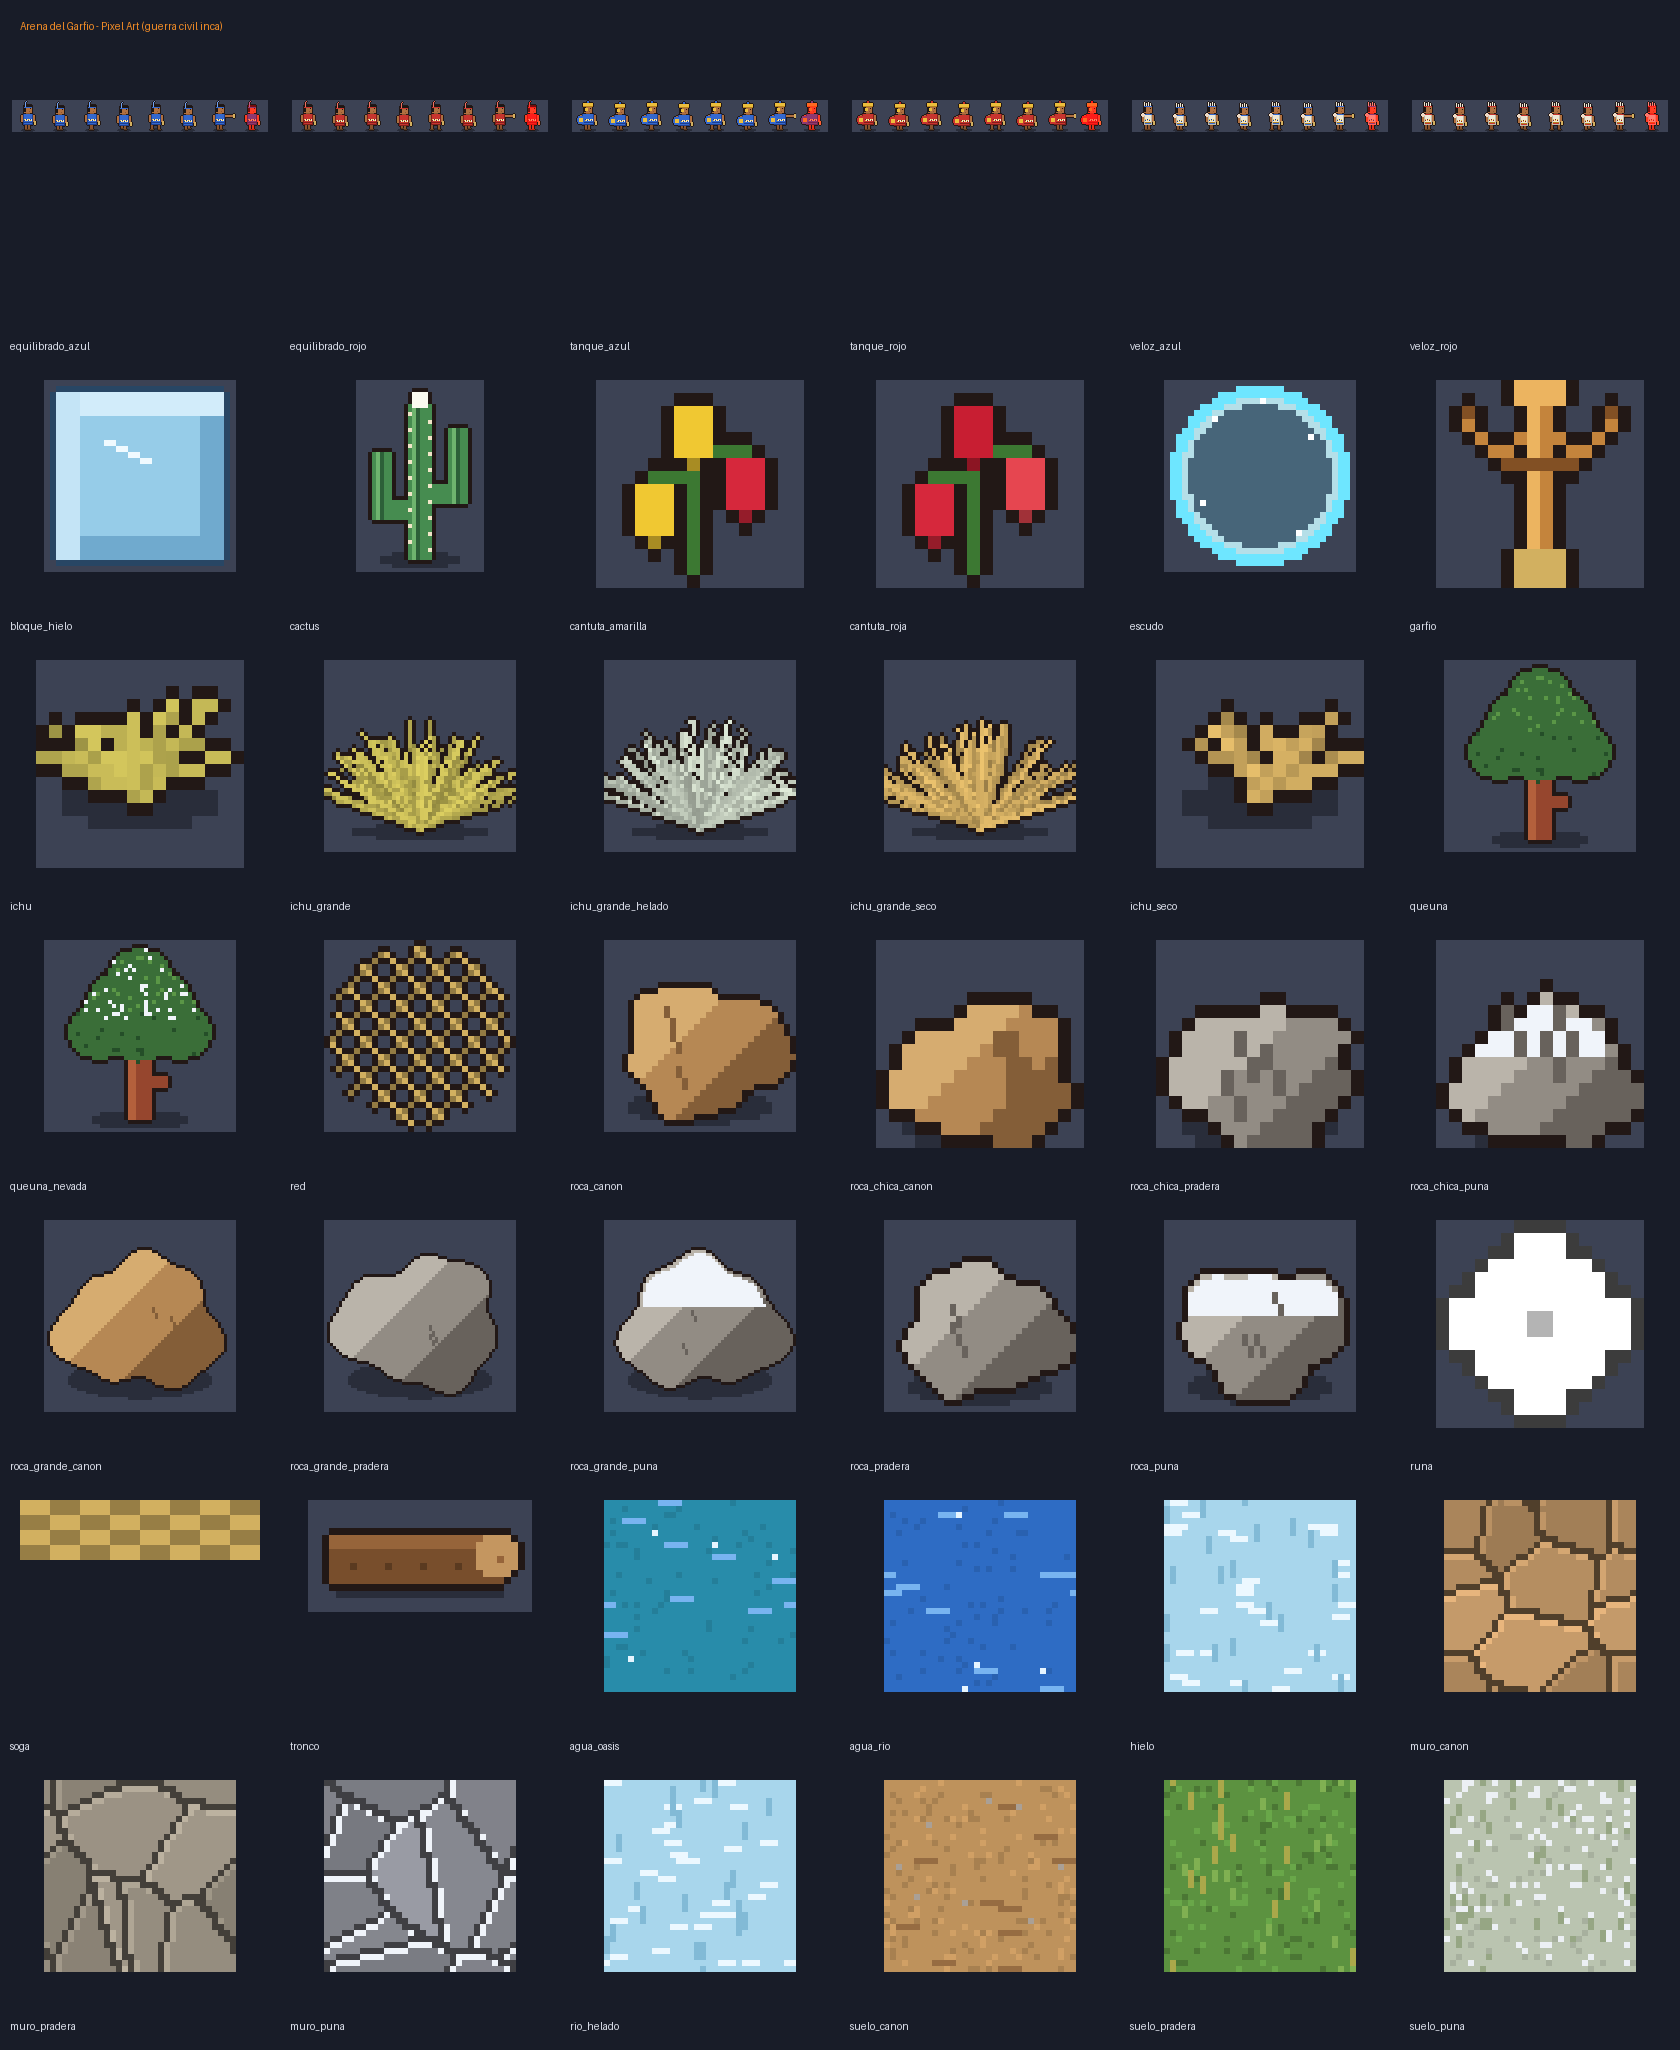 Arena del Garfio - Pixel Art (guerra civil inca)
equilibrado_azul
equilibrado_rojo
tanque_azul
tanque_rojo
veloz_azul
veloz_rojo
bloque_hielo
cactus
cantuta_amarilla
cantuta_roja
escudo
garfio
ichu
ichu_grande
ichu_grande_helado
ichu_grande_seco
ichu_seco
queuna
queuna_nevada
red
roca_canon
roca_chica_canon
roca_chica_pradera
roca_chica_puna
roca_grande_canon
roca_grande_pradera
roca_grande_puna
roca_pradera
roca_puna
runa
soga
tronco
agua_oasis
agua_rio
hielo
muro_canon
muro_pradera
muro_puna
rio_helado
suelo_canon
suelo_pradera
suelo_puna